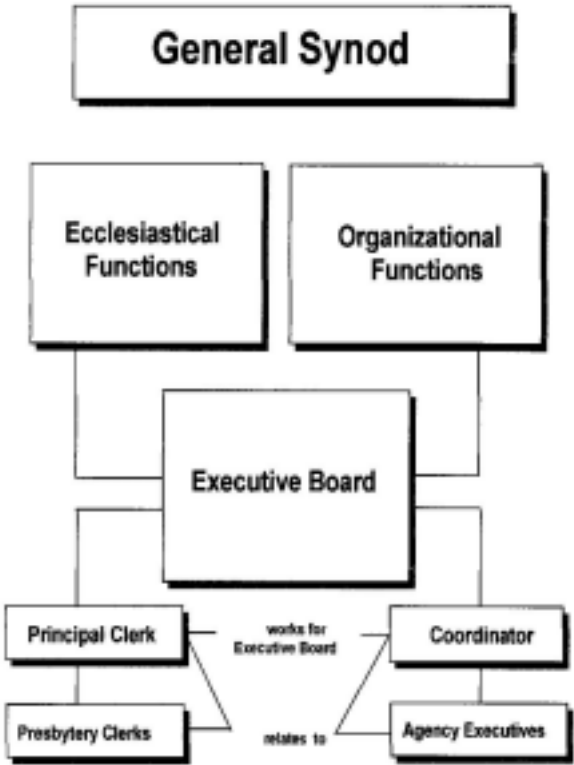 General Synod
Ecclesiastical
Functions
Organizational
Functions
Executive Board
Principal Clerk
works for
Executive Board
Coordinator
Presbytery Clerks
relates to
Agency Executives